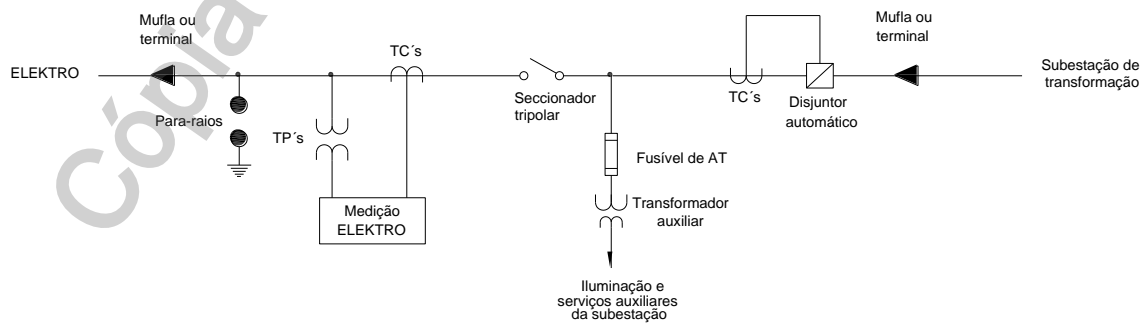 Cópia
Mufla ou
terminal
ELEKTRO
Para-raios
TP´s
TC´s
Medição
ELEKTRO
Seccionador
tripolar
Fusível de AT
Transformador
auxiliar
Iluminação e
serviços auxiliares
da subestação
TC´s
Disjuntor
automático
Mufla ou
terminal
Subestação de
transformação